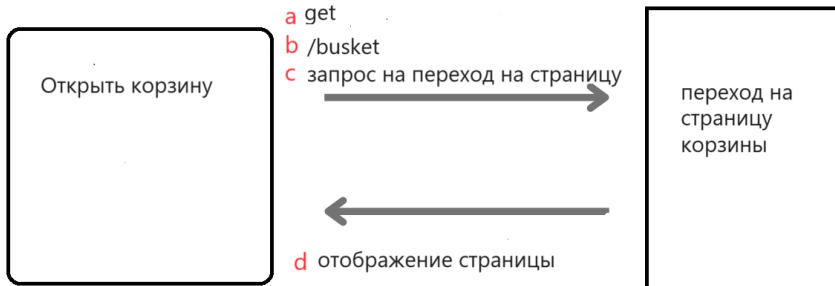 a get
b /busket
c запрос на переход на страницу
Открыть корзину
переход на
страницу
корзины
d отображение страницы